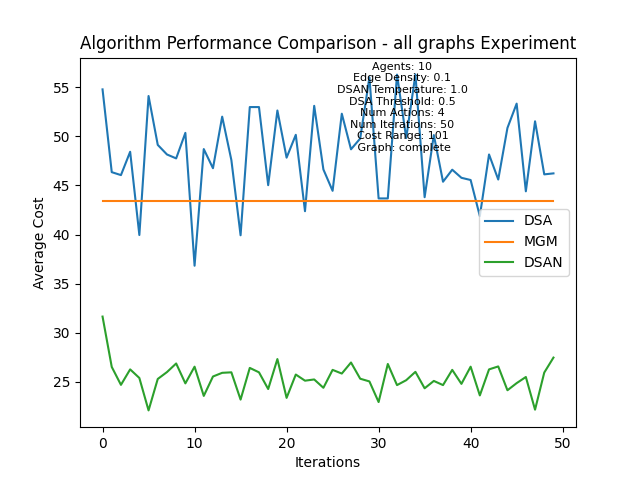 Algorithm Performance Comparison - all graphs Experiment
Agents: 10
Edge Density: 0.1
DSAN Temperature: 1.0
DSA Threshold: 0.5
Num Actions: 4
Num Iterations: 50
Cost Range: 101
Graph: complete
55
50
45
40
35
30
25
Average Cost
DSA
MGM
DSAN
0
10
20
30
40
50
Iterations